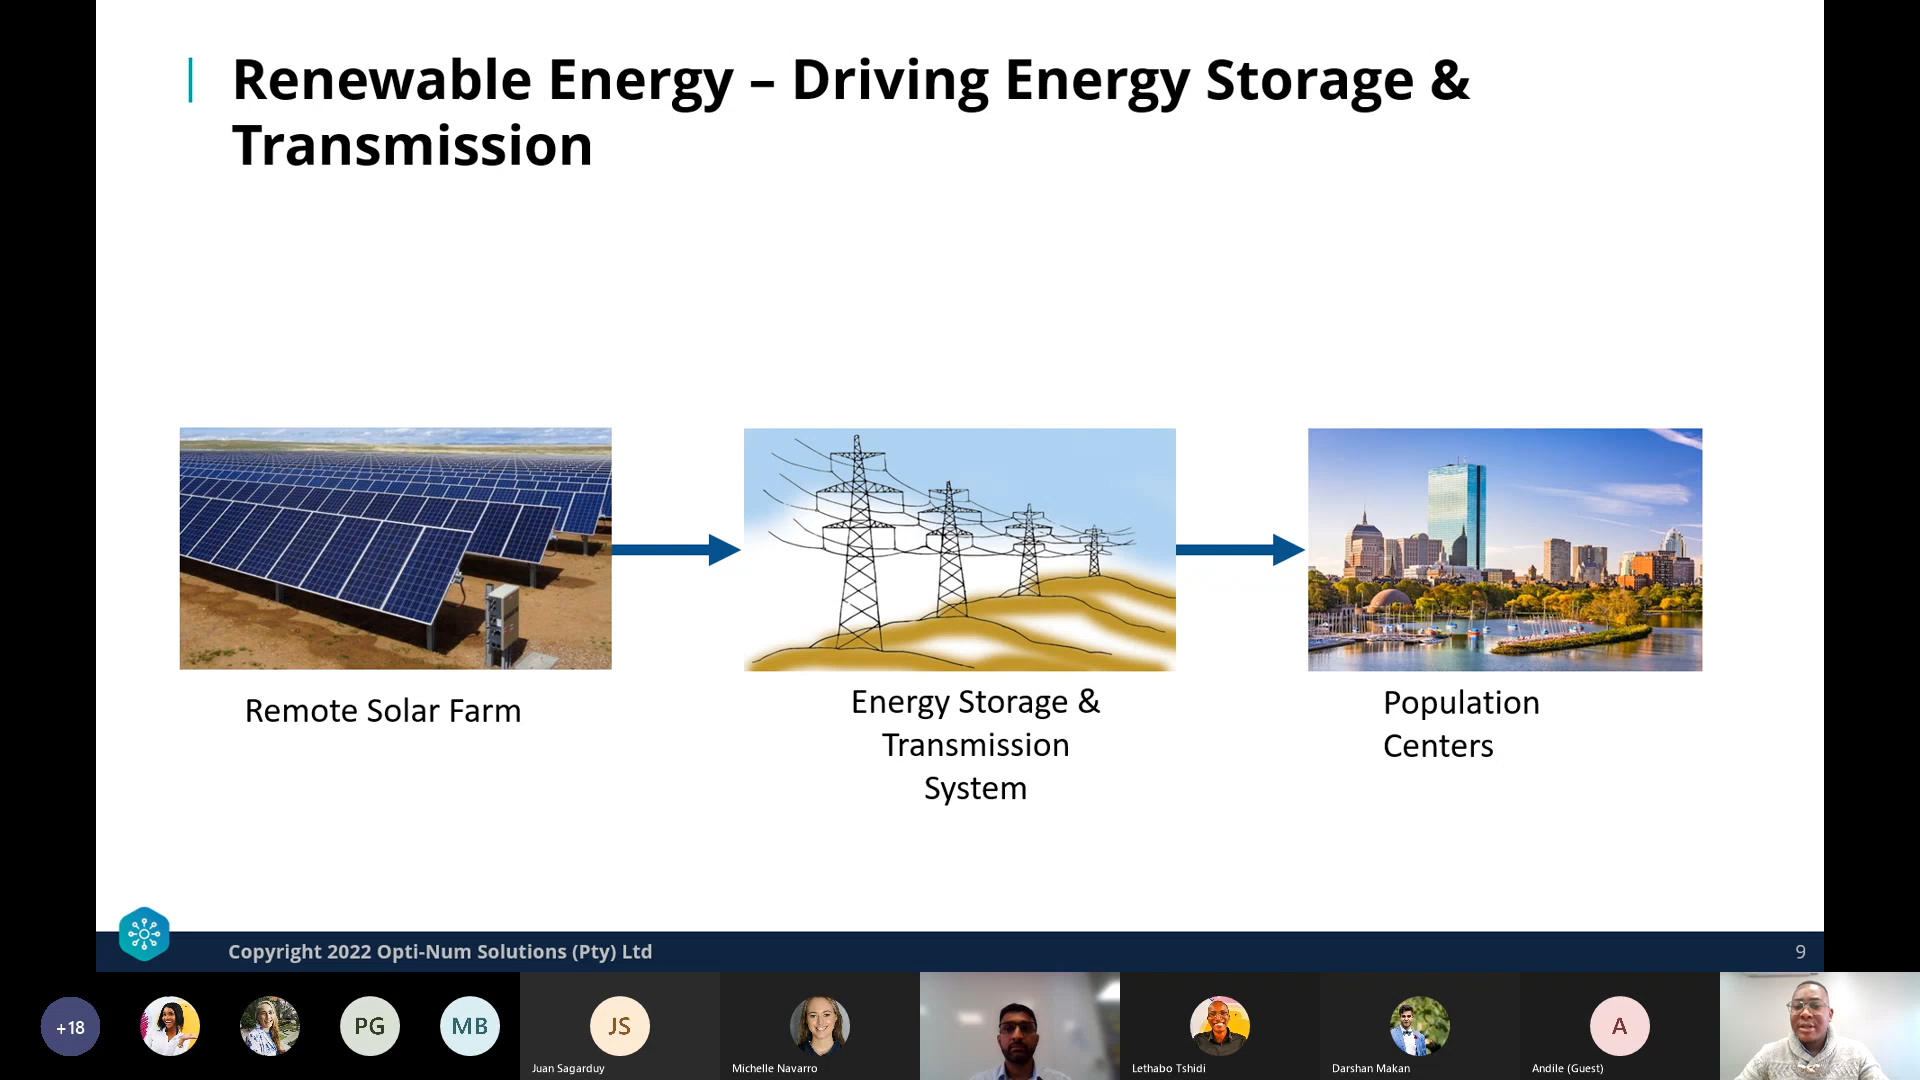 Renewable Energy – Driving Energy Storage &
Transmission
Remote Solar Farm
Energy Storage &
Transmission
System
Population
Centers
Copyright 2022 Opti-Num Solutions (Pty) Ltd
9
+18
PG
MB
JS
Juan Sagarduy
Michelle Navarro
Lethabo Tshidi
Darshan Makan
A
Andile (Guest)